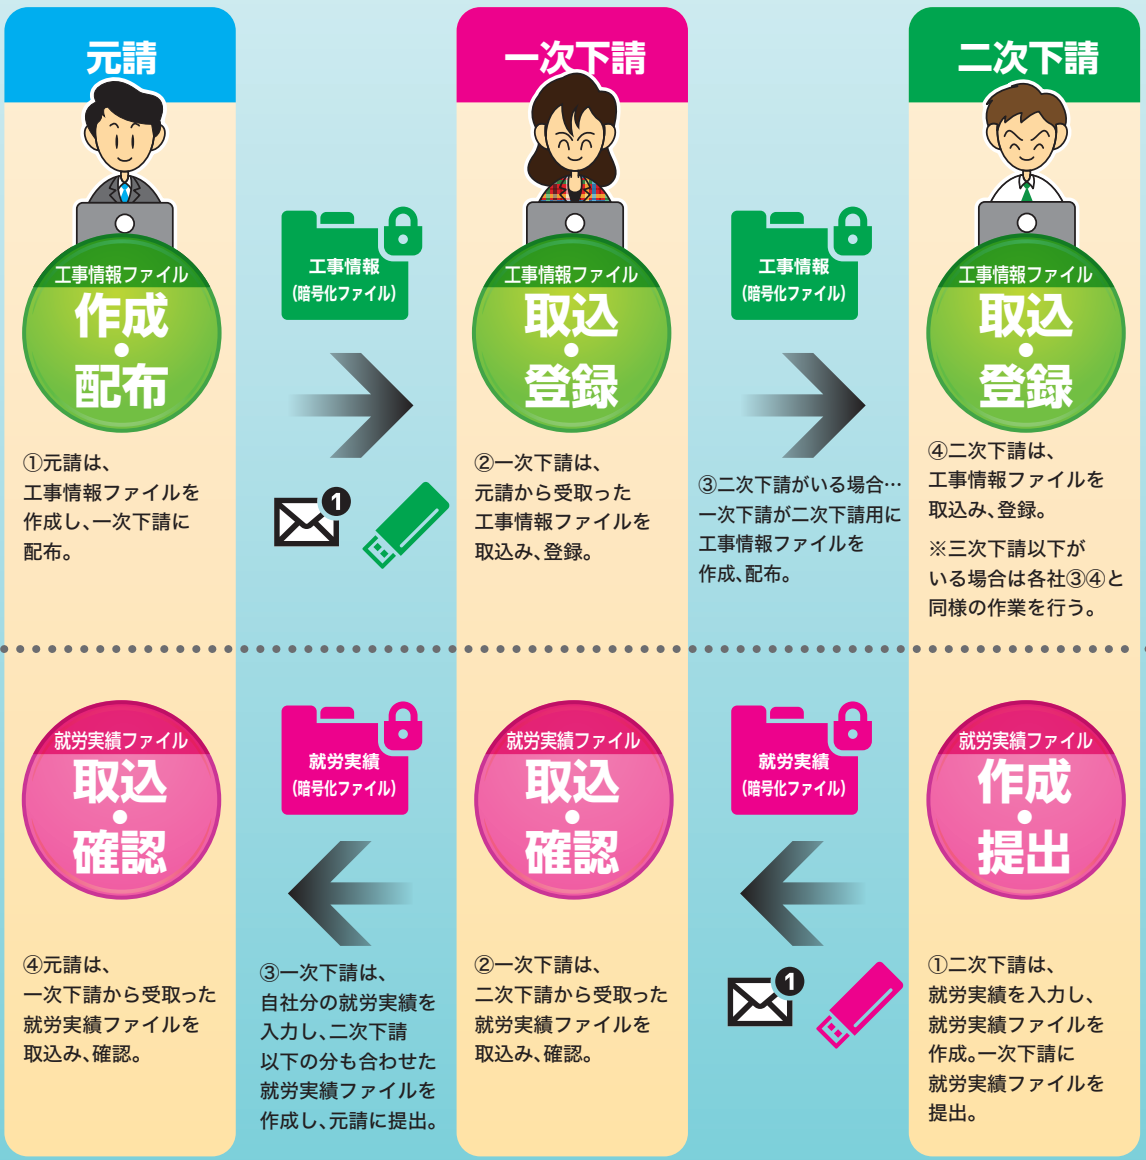 元請
一次下請
二次下請
工事情報ファイル
作成
・
配布
工事情報
(暗号化ファイル)
工事情報ファイル
取込
・
登録
工事情報
(暗号化ファイル)
工事情報ファイル
取込
・
登録
①元請は、
工事情報ファイルを
作成し、一次下請に
配布。
1
②一次下請は、
元請から受取った
工事情報ファイルを
取込み、登録。
③二次下請がいる場合…
一次下請が二次下請用に
工事情報ファイルを
作成、配布。
④二次下請は、
工事情報ファイルを
取込み、登録。
※三次下請以下が
いる場合は各社③④と
同様の作業を行う。
就労実績ファイル
取込
・
確認
就労実績
(暗号化ファイル)
就労実績ファイル
取込
・
確認
就労実績
(暗号化ファイル)
就労実績ファイル
作成
・
提出
④元請は、
一次下請から受取った
就労実績ファイルを
取込み、確認。
③一次下請は、
自社分の就労実績を
入力し、二次下請
以下の分も合わせた
就労実績ファイルを
作成し、元請に提出。
②一次下請は、
二次下請から受取った
就労実績ファイルを
取込み、確認。
1
①二次下請は、
就労実績を入力し、
就労実績ファイルを
作成。一次下請に
就労実績ファイルを
提出。